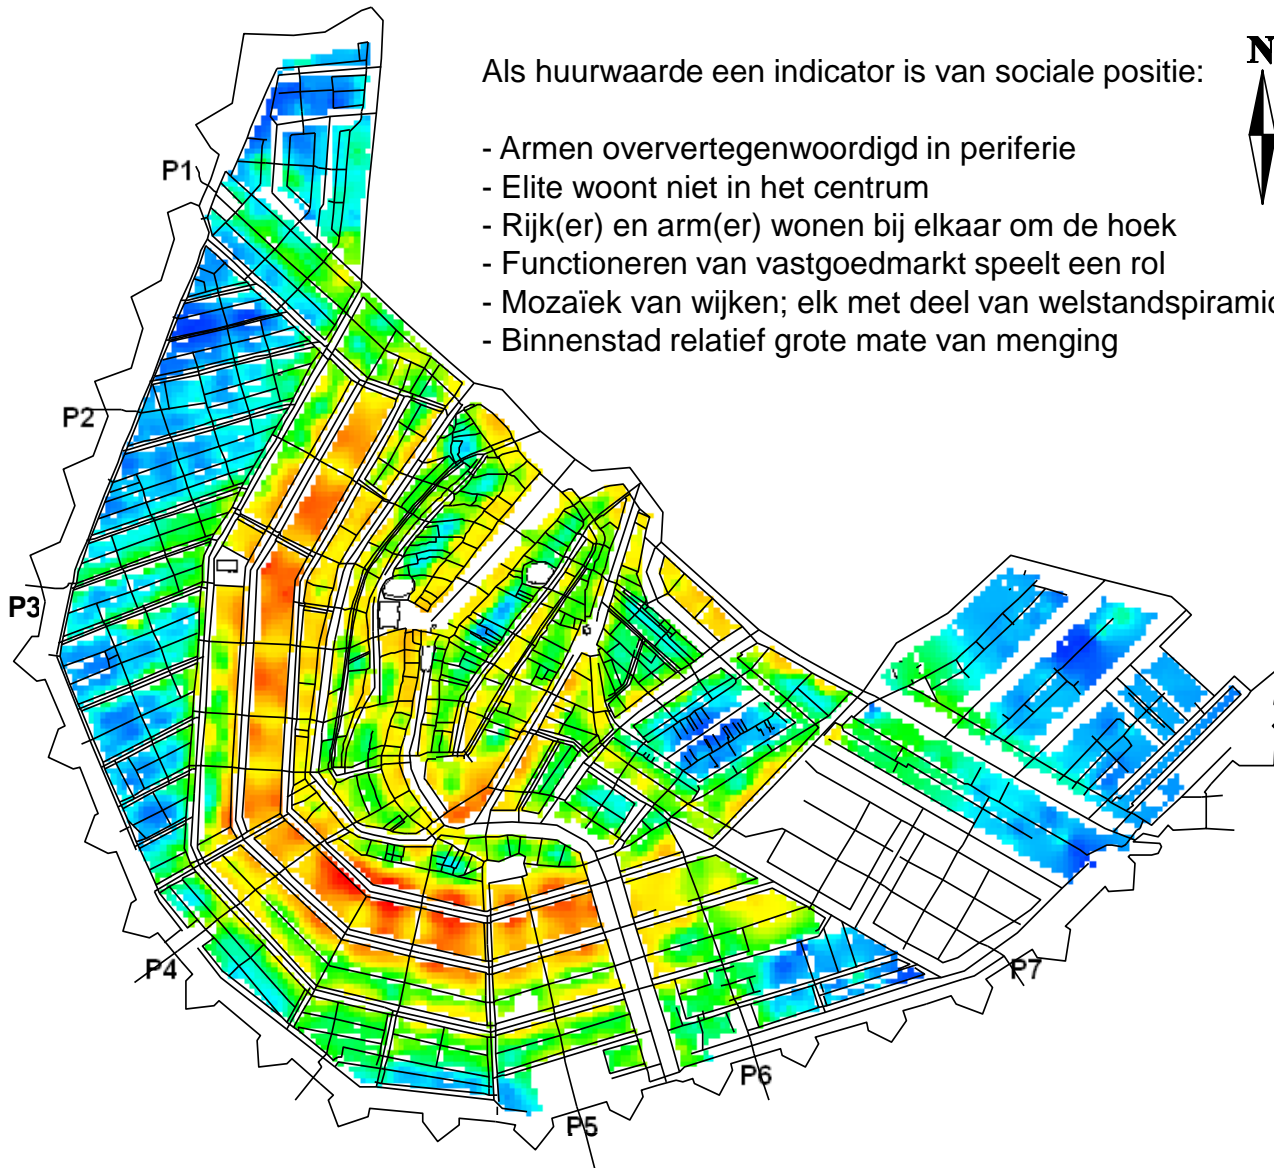 N
Als huurwaarde een indicator is van sociale positie:
- Armen oververtegenwoordigd in periferie
- Elite woont niet in het centrum
- Rijk(er) en arm(er) wonen bij elkaar om de hoek
- Functioneren van vastgoedmarkt speelt een rol
- Mozaïek van wijken; elk met deel van welstandspiramid
- Binnenstad relatief grote mate van menging
P1
P2
P3
P4
P5
P6
P7